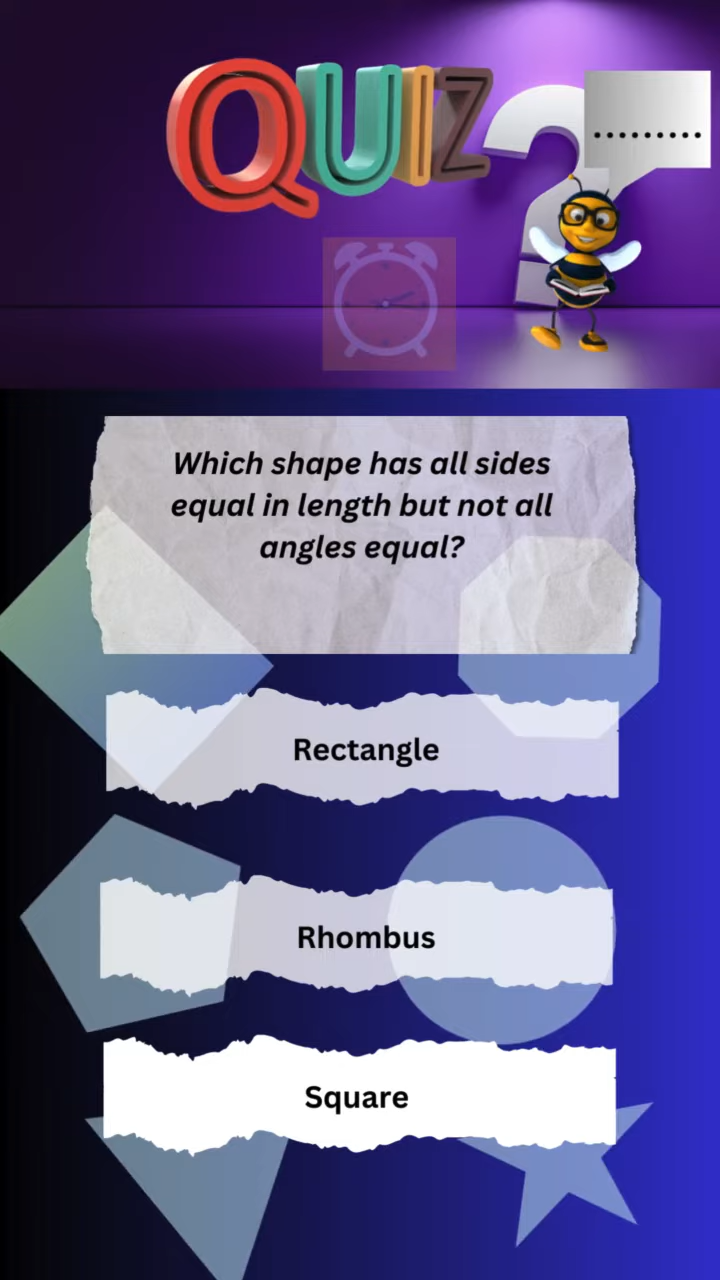 QUIZ?
.........
Which shape has all sides
equal in length but not all
angles equal?
Rectangle
Rhombus
Square